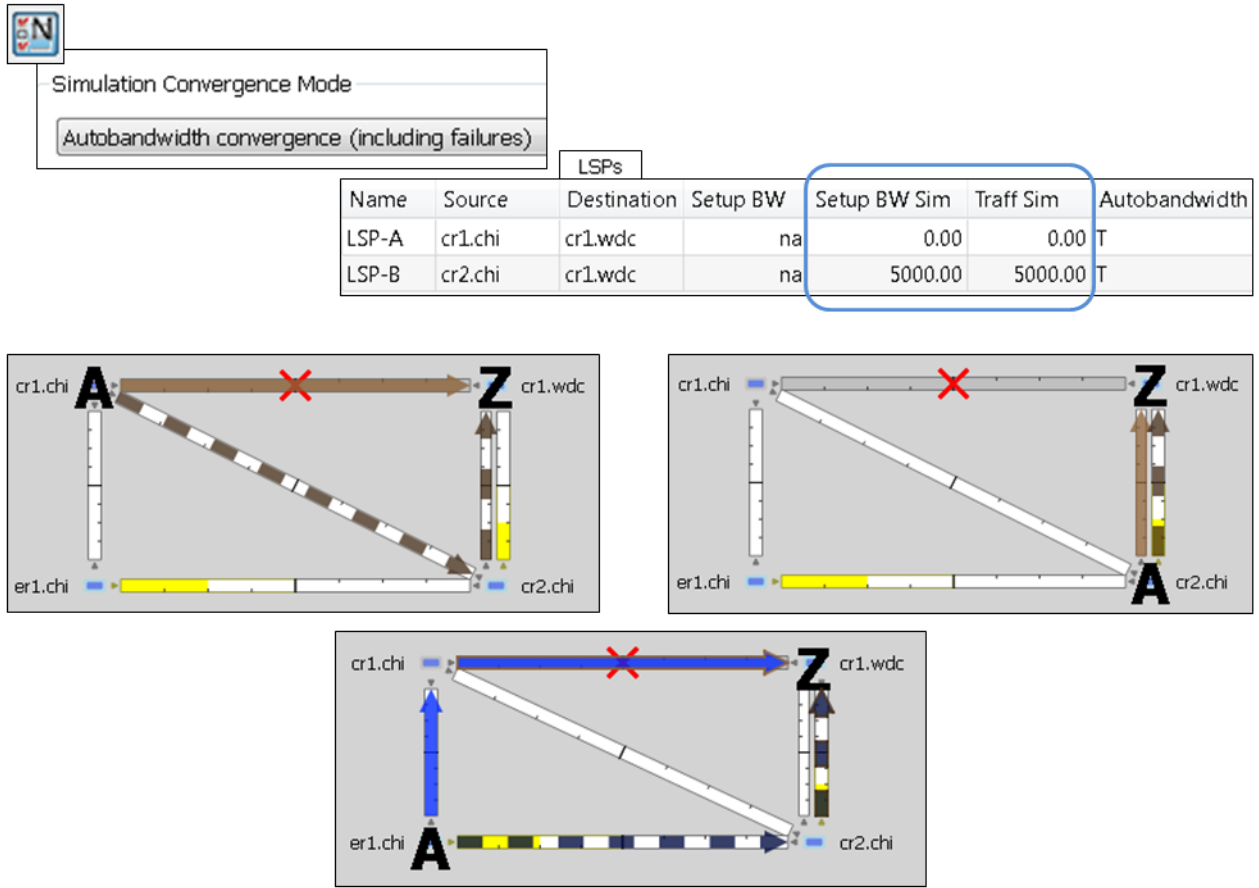 N
Simulation Convergence Mode
Autobandwidth convergence (including failures)
LSPs
Name Source Destination Setup BW Setup BW Sim Traff Sim Autobandwidth
LSP-A cr1.chi cr1.wdc na 0.00 0.00 T
LSP-B cr2.chi cr1.wdc na 5000.00 5000.00 T
cr1.chi A Z cr1.wdc
er1.chi cr2.chi
cr1.chi Z cr1.wdc
er1.chi A cr2.chi
cr1.chi Z cr1.wdc
er1.chi A cr2.chi